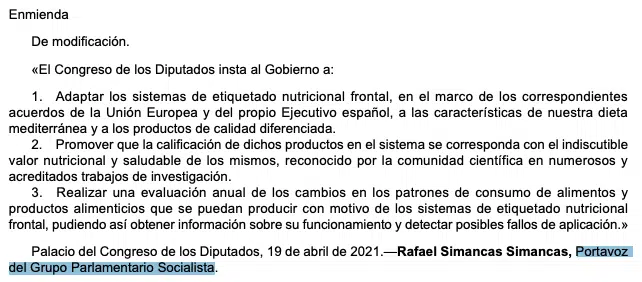 Enmienda
De modificación.
«El Congreso de los Diputados insta al Gobierno a:
1. Adaptar los sistemas de etiquetado nutricional frontal, en el marco de los correspondientes
acuerdos de la Unión Europea y del propio Ejecutivo español, a las características de nuestra dieta
mediterránea y a los productos de calidad diferenciada.
2. Promover que la calificación de dichos productos en el sistema se corresponda con el indiscutible
valor nutricional y saludable de los mismos, reconocido por la comunidad científica en numerosos y
acreditados trabajos de investigación.
3. Realizar una evaluación anual de los cambios en los patrones de consumo de alimentos y
productos alimenticios que se puedan producir con motivo de los sistemas de etiquetado nutricional
frontal, pudiendo así obtener información sobre su funcionamiento y detectar posibles fallos de aplicación.»
Palacio del Congreso de los Diputados, 19 de abril de 2021.—Rafael Simancas Simancas, Portavoz
del Grupo Parlamentario Socialista.